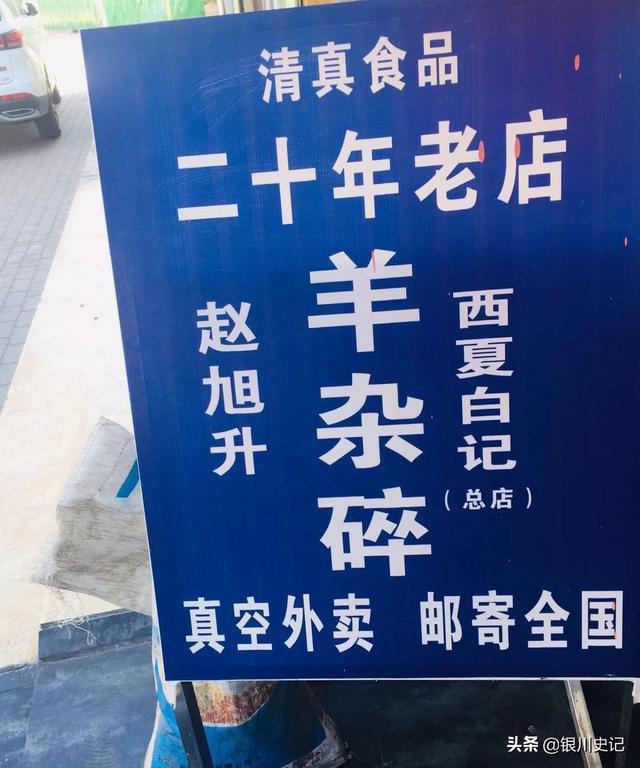 清真食品
二十年老店
西夏白记
（总店）
羊杂碎
赵旭升
真空外卖 邮寄全国
头条 @银川史记